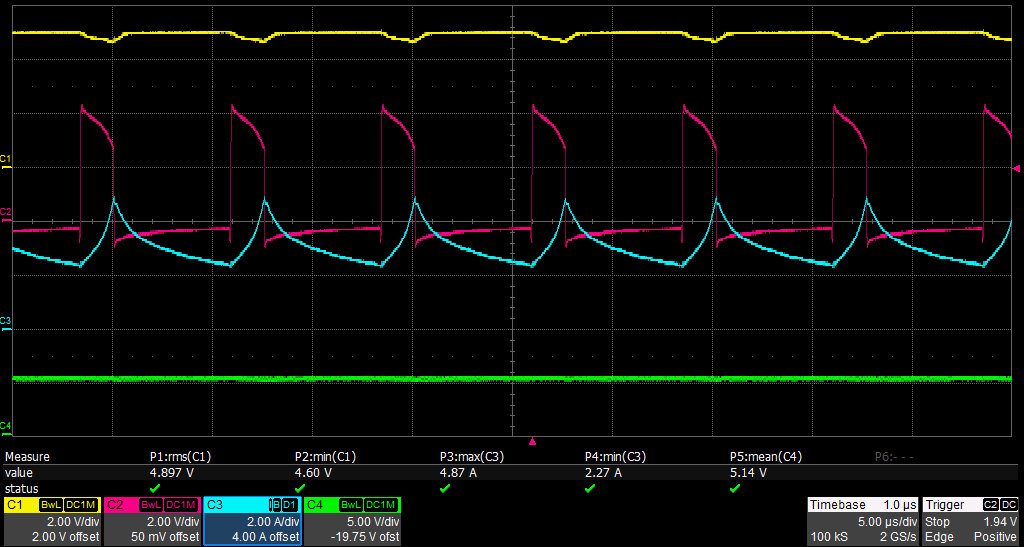 C1
C2
C3
C4
Measure P1:rms(C1) P2:min(C1) P3:max(C3) P4:min(C3) P5:mean(C4) P6:- - -
value 4.897 V 4.60 V 4.87 A 2.27 A 5.14 V
status
C1 BwL DC1M C2 BwL DC1M C3 B D1 C4 BwL DC1M Timebase 1.0 µs Trigger C2 DC
2.00 V/div 2.00 V/div 2.00 A/div 5.00 V/div 5.00 µs/div Stop 1.94 V
2.00 V offset 50 mV offset 4.00 A offset -19.75 V ofst 100 kS 2 GS/s Edge Positive